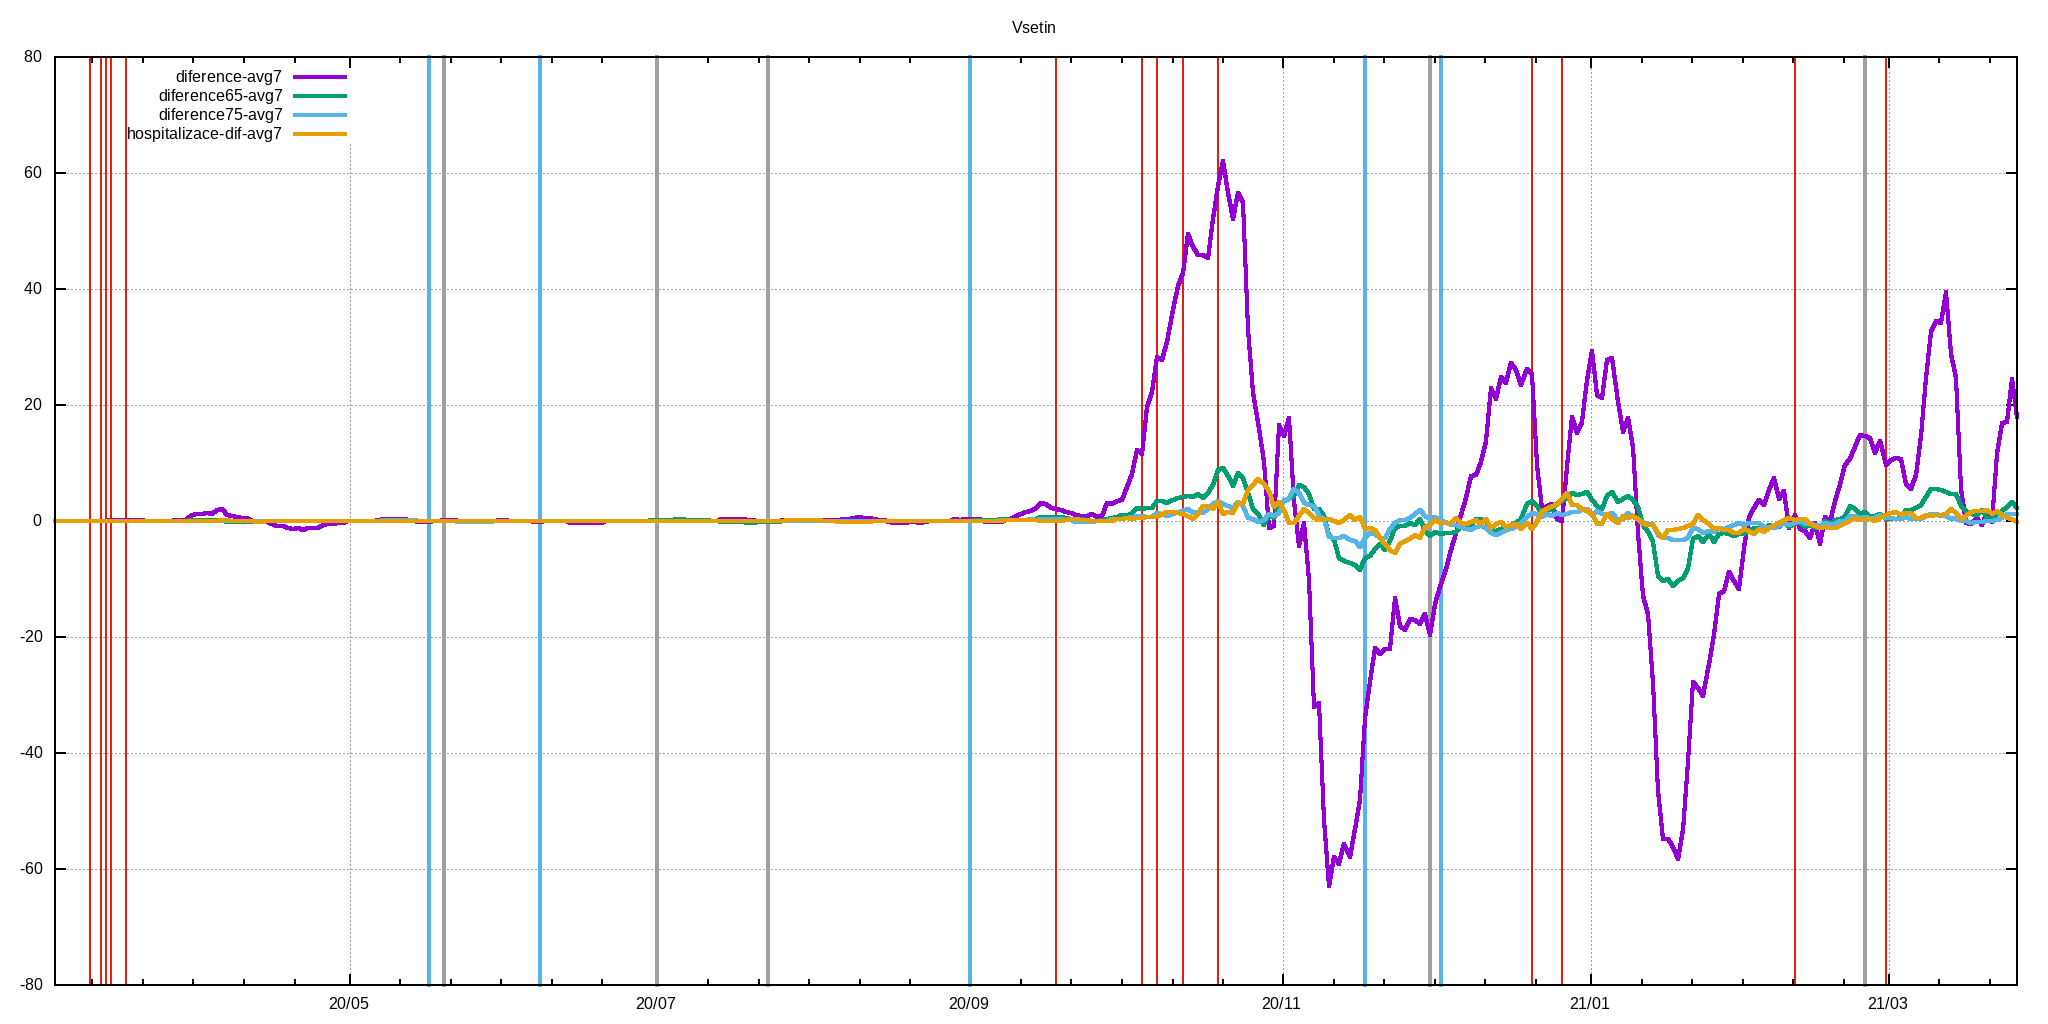 Vsetin
diference-avg7
diference65-avg7
diference75-avg7
hospitalizace-dif-avg7
80
60
40
20
0
-20
-40
-60
-80
20/05 20/07 20/09 20/11 21/01 21/03